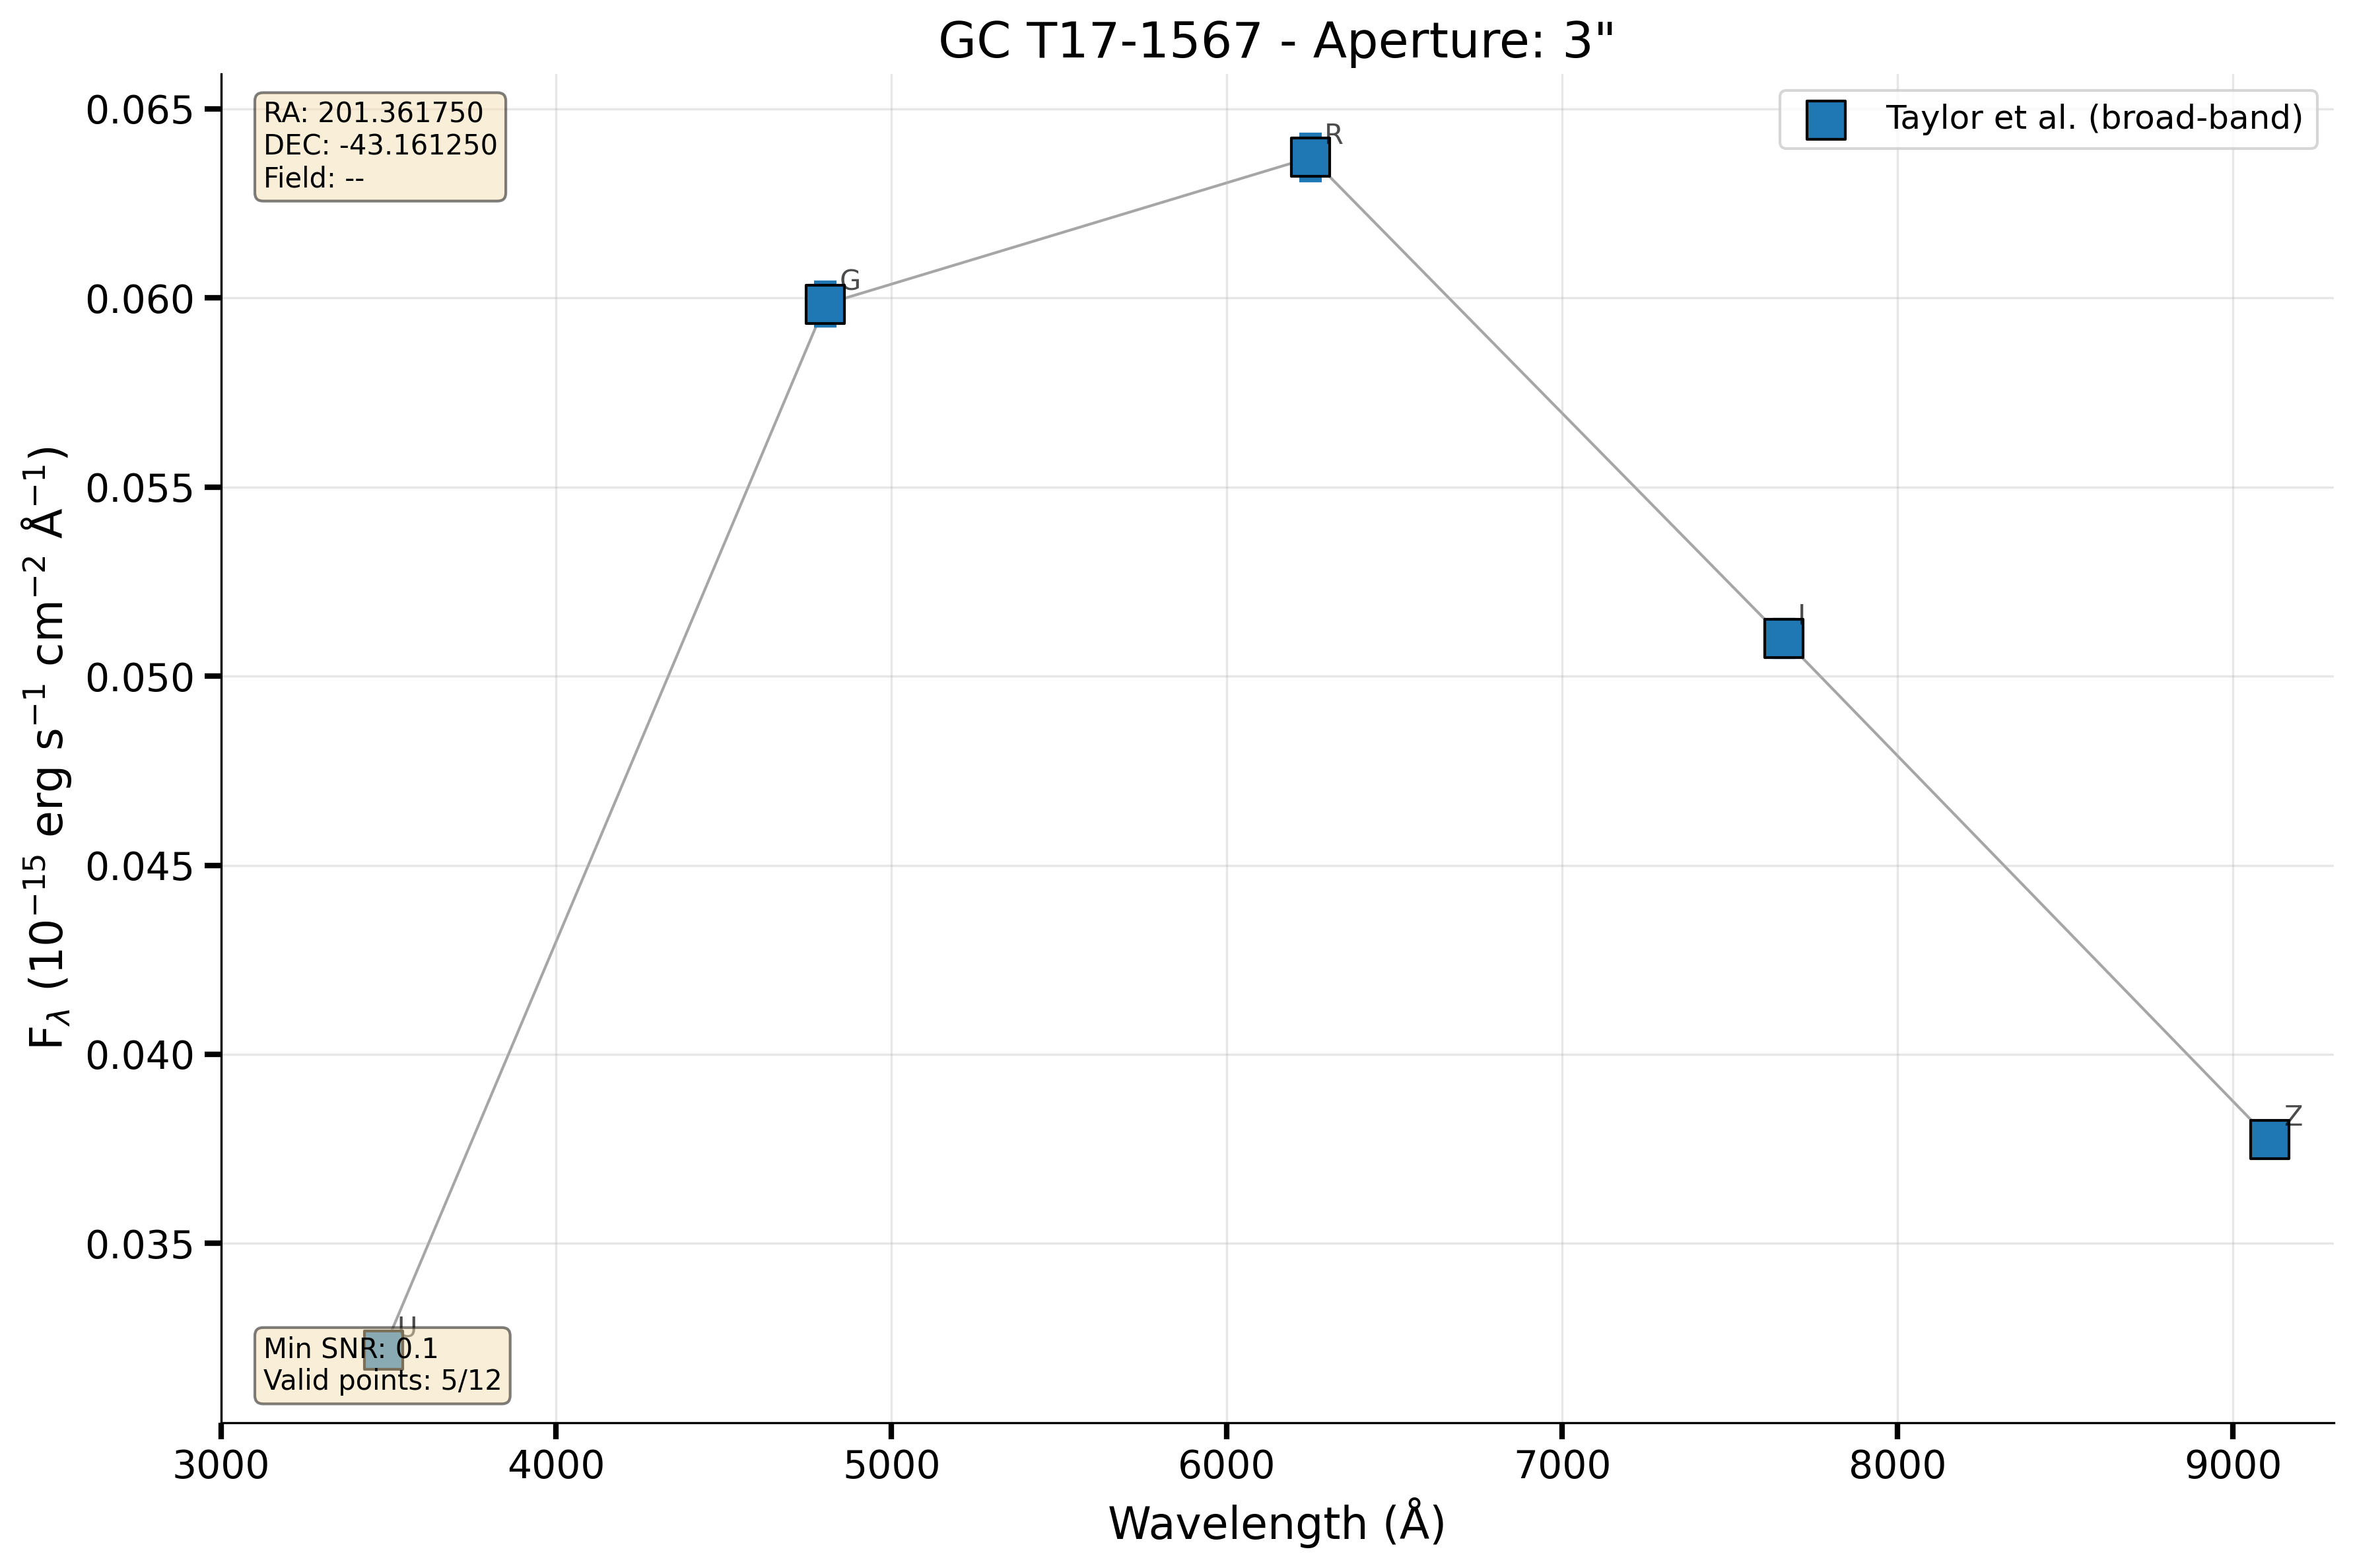 GC T17-1567 - Aperture: 3"
RA: 201.361750
DEC: -43.161250
Field: --
Taylor et al. (broad-band)
R
G
I
Z
U
Min SNR: 0.1
Valid points: 5/12
0.065
0.060
0.055
0.050
0.045
0.040
0.035
F_λ (10⁻¹⁵ erg s⁻¹ cm⁻² Å⁻¹)
3000 4000 5000 6000 7000 8000 9000
Wavelength (Å)